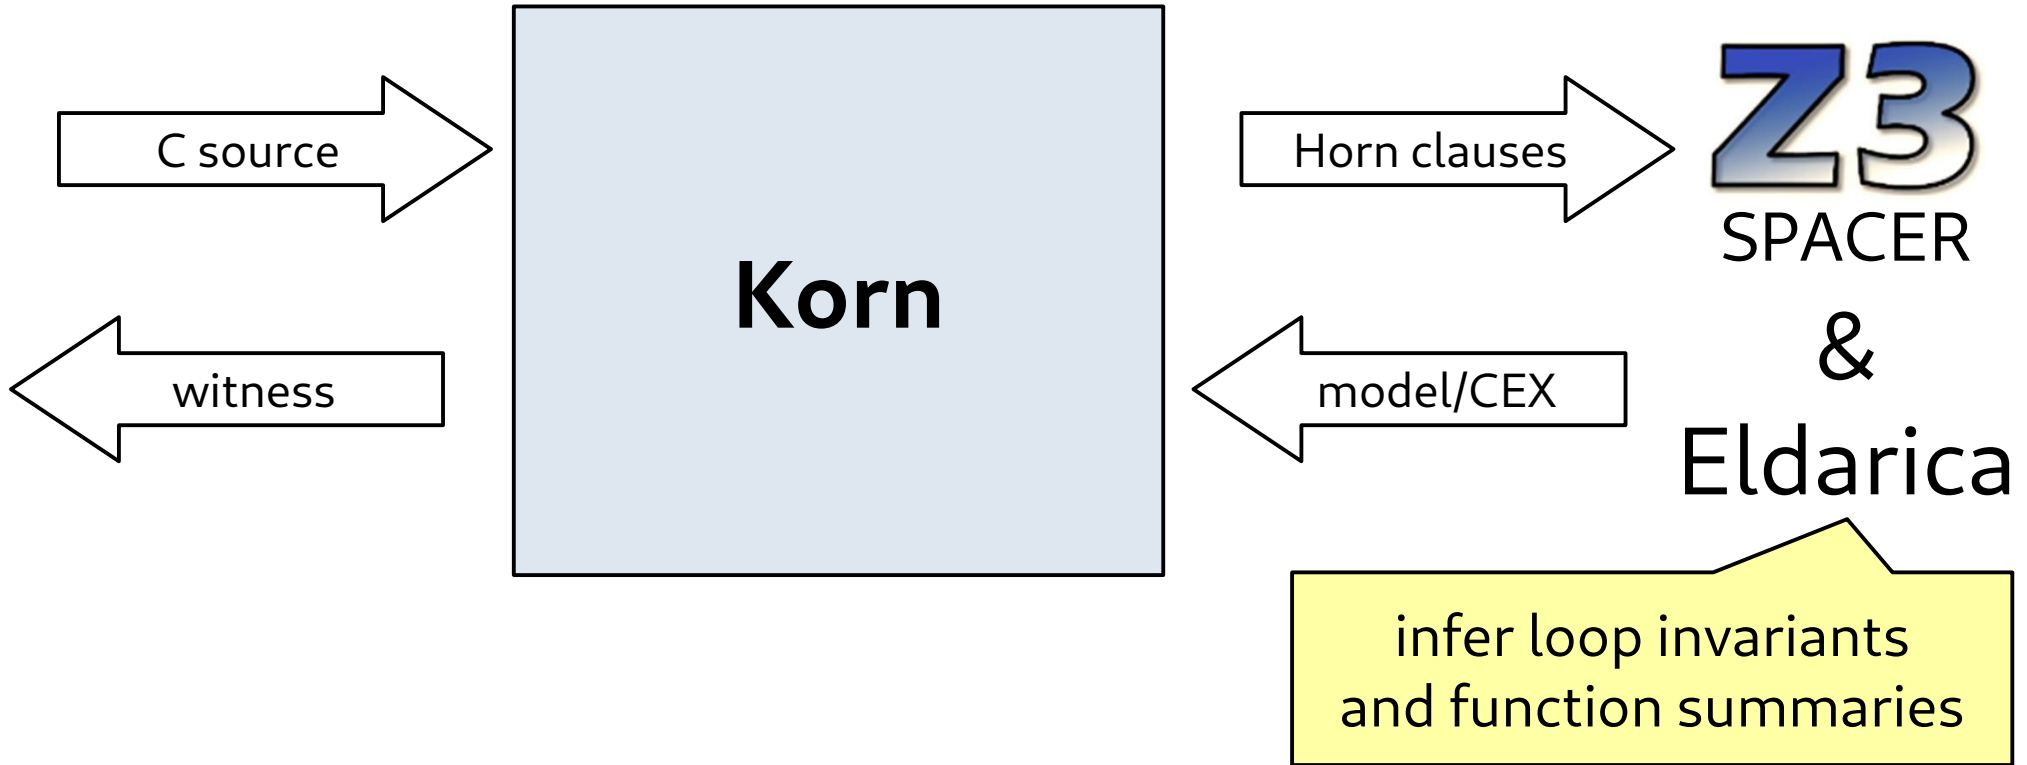 C source
witness
Korn
Horn clauses
model/CEX
Z3
SPACER
&
Eldarica
infer loop invariants
and function summaries